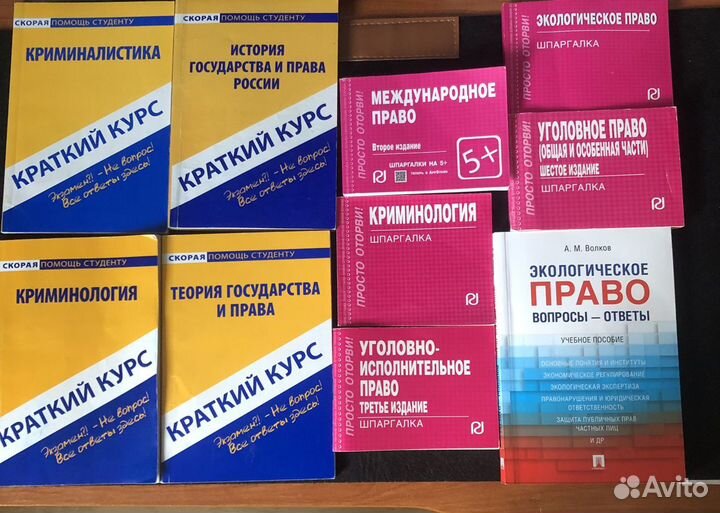 СКОРАЯ ПОМОЩЬ СТУДЕНТУ
КРИМИНАЛИСТИКА
КРАТКИЙ КУРС
Экзамен?! - Не вопрос!
Все ответы здесь!
СКОРАЯ ПОМОЩЬ СТУДЕНТУ
ИСТОРИЯ
ГОСУДАРСТВА И ПРАВА
РОССИИ
КРАТКИЙ КУРС
Экзамен?! - Не вопрос!
Все ответы здесь!
СКОРАЯ ПОМОЩЬ СТУДЕНТУ
КРИМИНОЛОГИЯ
КРАТКИЙ КУРС
Экзамен?! - Не вопрос!
Все ответы здесь!
СКОРАЯ ПОМОЩЬ СТУДЕНТУ
ТЕОРИЯ ГОСУДАРСТВА
И ПРАВА
КРАТКИЙ КУРС
Экзамен?! - Не вопрос!
Все ответы здесь!
ПРОСТО ОТОРВИ!
МЕЖДУНАРОДНОЕ
ПРАВО
Второе издание
ШПАРГАЛКИ НА 5+
5+
ПРОСТО ОТОРВИ!
КРИМИНОЛОГИЯ
ШПАРГАЛКА
ПРОСТО ОТОРВИ!
УГОЛОВНО-
ИСПОЛНИТЕЛЬНОЕ
ПРАВО
ТРЕТЬЕ ИЗДАНИЕ
ШПАРГАЛКА
ПРОСТО ОТОРВИ!
ЭКОЛОГИЧЕСКОЕ ПРАВО
ШПАРГАЛКА
ПРОСТО ОТОРВИ!
УГОЛОВНОЕ ПРАВО
(ОБЩАЯ И ОСОБЕННАЯ ЧАСТИ)
ШЕСТОЕ ИЗДАНИЕ
ШПАРГАЛКА
А. М. Волков
ЭКОЛОГИЧЕСКОЕ
ПРАВО
ВОПРОСЫ — ОТВЕТЫ
УЧЕБНОЕ ПОСОБИЕ
ОСНОВНЫЕ ПОНЯТИЯ И ИНСТИТУТЫ
ЭКОНОМИЧЕСКОЕ РЕГУЛИРОВАНИЕ
ЭКОЛОГИЧЕСКАЯ ЭКСПЕРТИЗА
ПРАВОНАРУШЕНИЯ И ЮРИДИЧЕСКАЯ
ОТВЕТСТВЕННОСТЬ
ЗАЩИТА ПУБЛИЧНЫХ ПРАВ
ЧАСТНЫХ ЛИЦ
И ДР
Avito